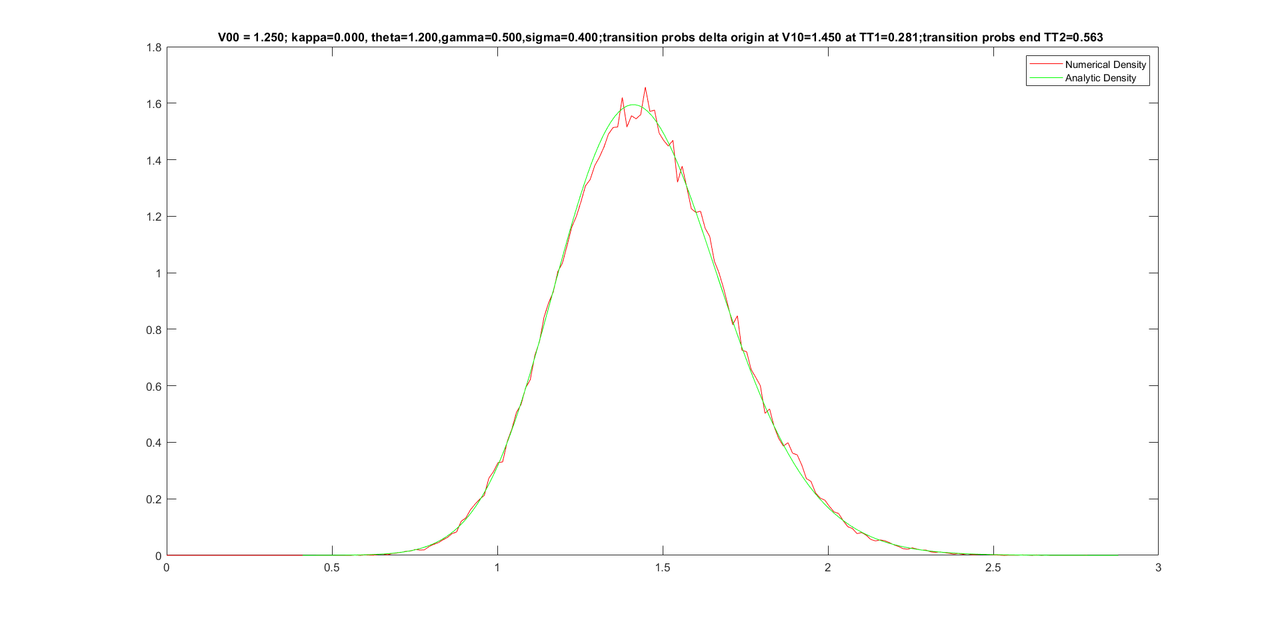 V00 = 1.250; kappa=0.000, theta=1.200,gamma=0.500,sigma=0.400;transition probs delta origin at V10=1.450 at TT1=0.281;transition probs end TT2=0.563
Numerical Density
Analytic Density
1.8
1.6
1.4
1.2
1
0.8
0.6
0.4
0.2
0
0 0.5 1 1.5 2 2.5 3